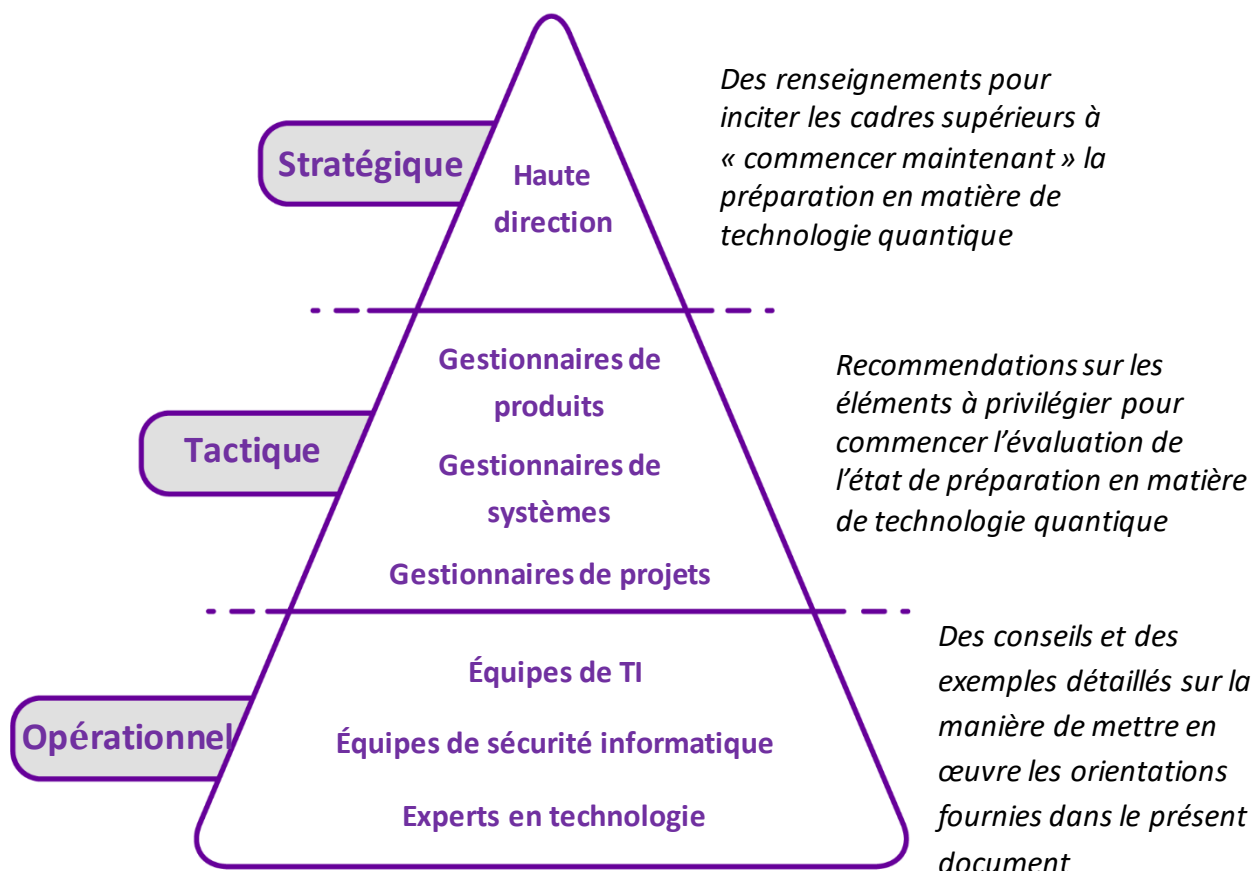 Stratégique
Haute
direction
Des renseignements pour
inciter les cadres supérieurs à
« commencer maintenant » la
préparation en matière de
technologie quantique
Tactique
Gestionnaires de
produits
Gestionnaires de
systèmes
Gestionnaires de projets
Recommendations sur les
éléments à privilégier pour
commencer l’évaluation de
l’état de préparation en matière
de technologie quantique
Opérationnel
Équipes de TI
Équipes de sécurité informatique
Experts en technologie
Des conseils et des
exemples détaillés sur la
manière de mettre en
œuvre les orientations
fournies dans le présent
document